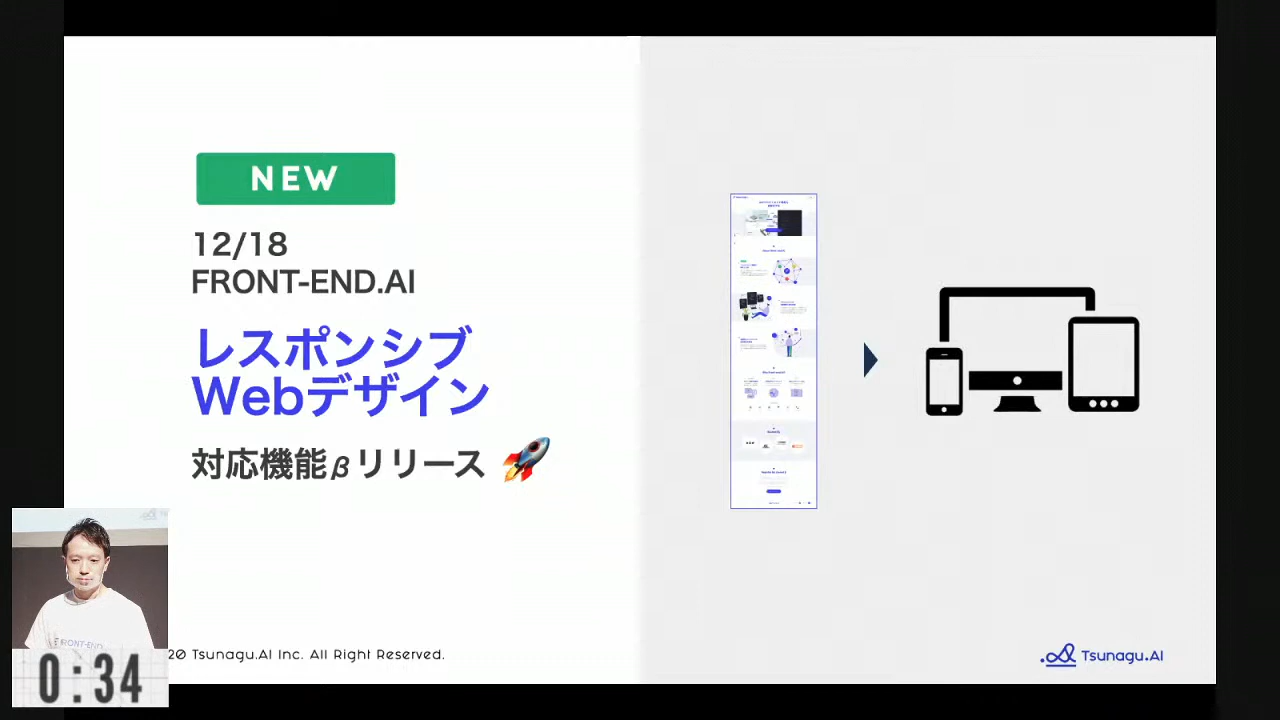 NEW
12/18
FRONT-END.AI
レスポンシブ
Webデザイン
対応機能βリリース
FRONT-END
20 Tsunagu.AI Inc. All Right Reserved.
0:34
Tsunagu.AI